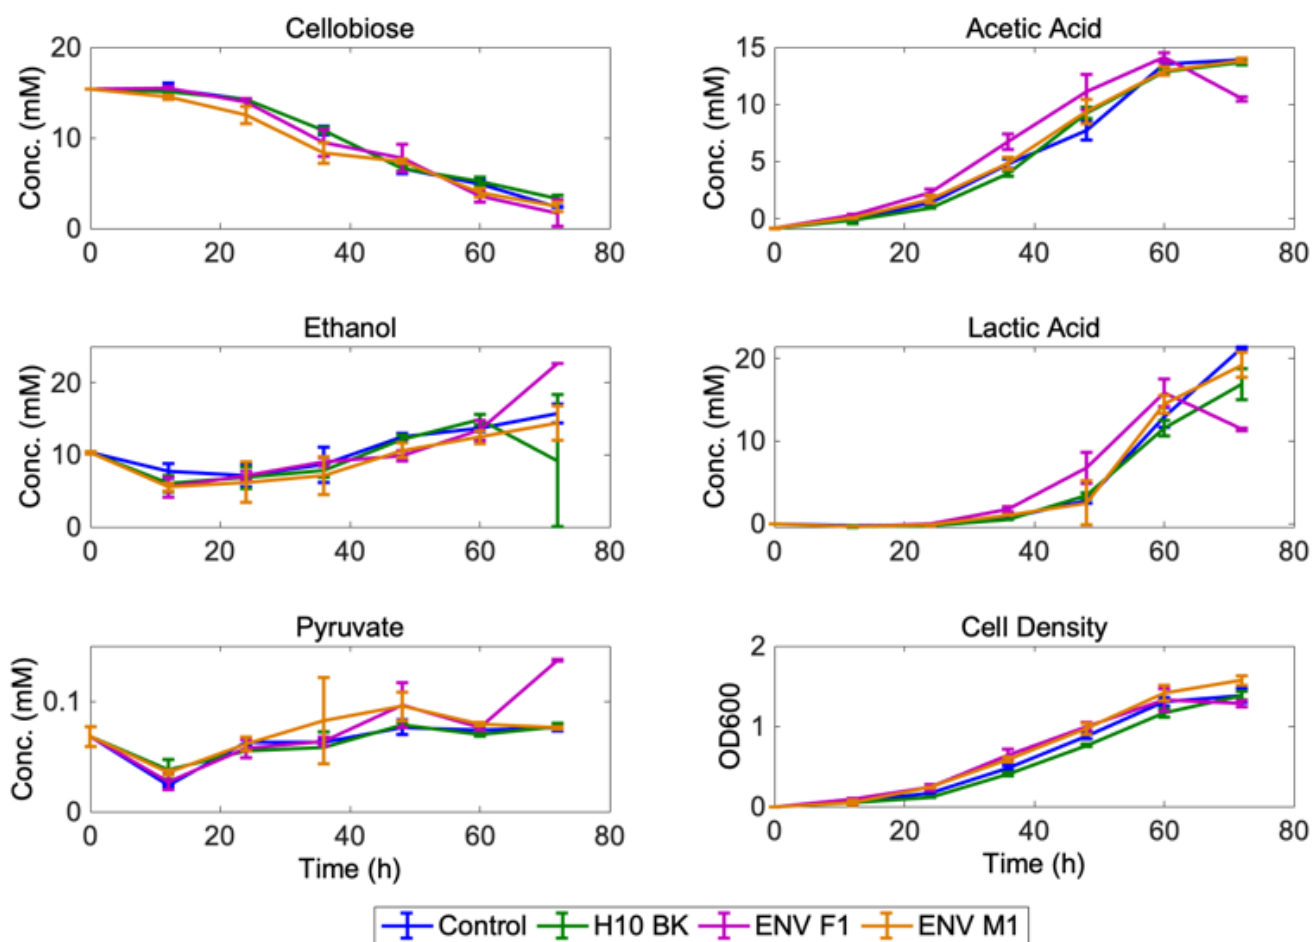 Cellobiose
Acetic Acid
Conc. (mM)
20
10
0
0 20 40 60 80
Conc. (mM)
15
10
5
0
0 20 40 60 80
Ethanol
Lactic Acid
Conc. (mM)
20
10
0
0 20 40 60 80
Conc. (mM)
20
10
0
0 20 40 60 80
Pyruvate
Cell Density
Conc. (mM)
0.1
0
0 20 40 60 80
Time (h)
OD600
2
1
0
0 20 40 60 80
Time (h)
Control H10 BK ENV F1 ENV M1